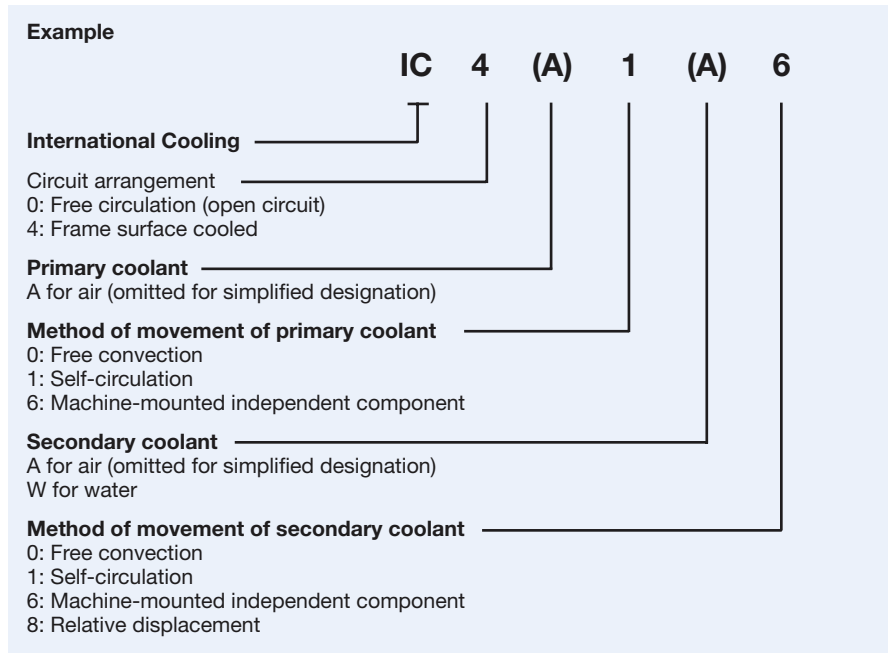 Example
IC 4 (A) 1 (A) 6
International Cooling
Circuit arrangement
0: Free circulation (open circuit)
4: Frame surface cooled
Primary coolant
A for air (omitted for simplified designation)
Method of movement of primary coolant
0: Free convection
1: Self-circulation
6: Machine-mounted independent component
Secondary coolant
A for air (omitted for simplified designation)
W for water
Method of movement of secondary coolant
0: Free convection
1: Self-circulation
6: Machine-mounted independent component
8: Relative displacement